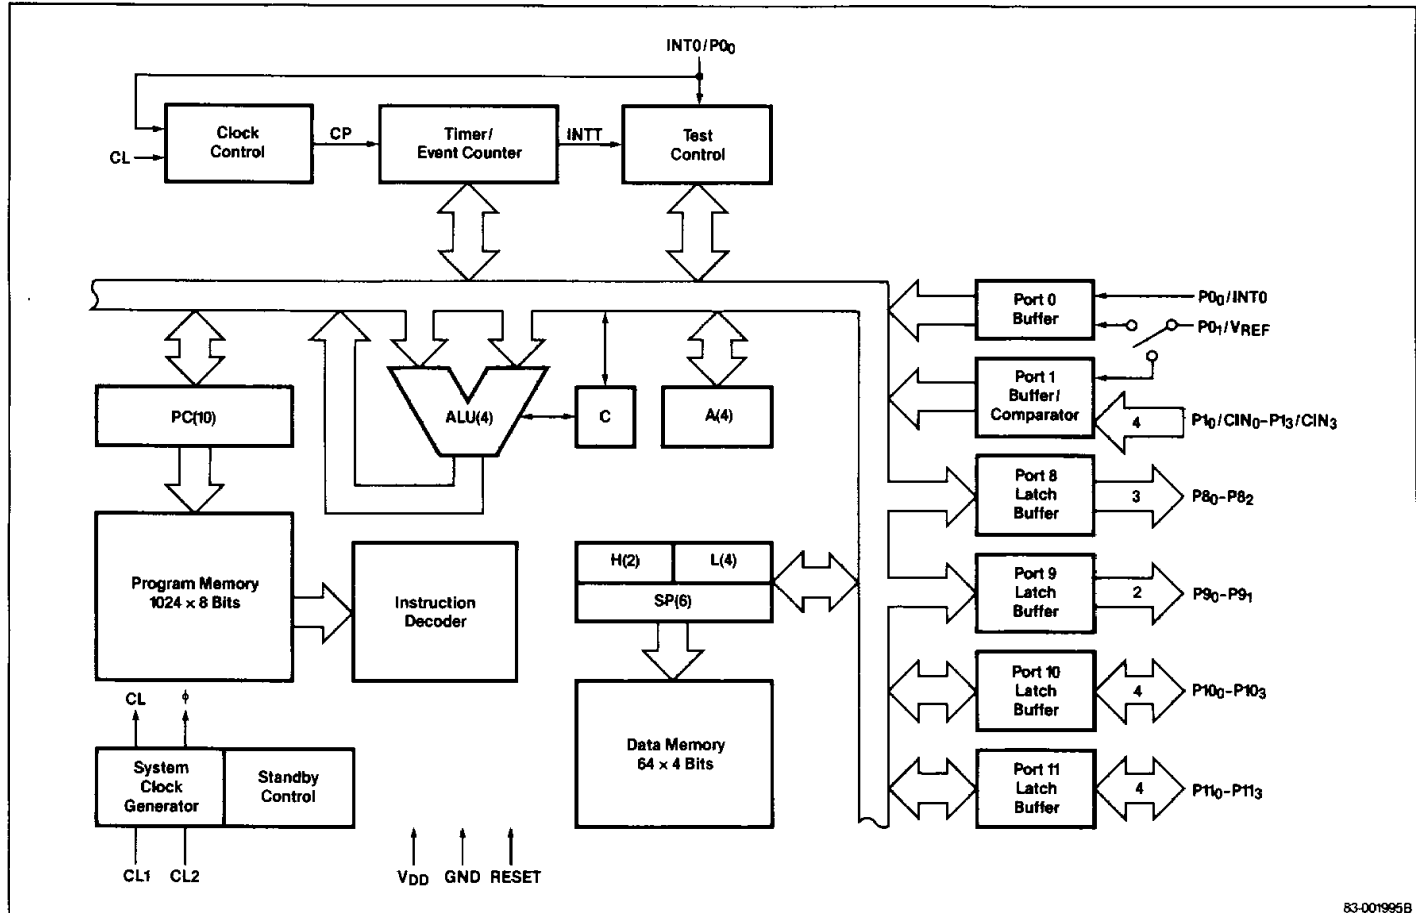 INT0/P0₀
Clock
Control
CP
Timer/
Event Counter
INTT
Test
Control
CL
Port 0
Buffer
P0₀/INT0
P0₁/VREF
Port 1
Buffer/
Comparator
4
P1₀/CIN₀–P1₃/CIN₃
PC(10)
ALU(4)
C
A(4)
Port 8
Latch
Buffer
3
P8₀–P8₂
Program Memory
1024 × 8 Bits
Instruction
Decoder
H(2)
L(4)
SP(6)
Port 9
Latch
Buffer
2
P9₀–P9₁
Port 10
Latch
Buffer
4
P10₀–P10₃
CL
ϕ
System
Clock
Generator
Standby
Control
Data Memory
64 × 4 Bits
Port 11
Latch
Buffer
4
P11₀–P11₃
CL1
CL2
VDD
GND
RESET
83-001995B